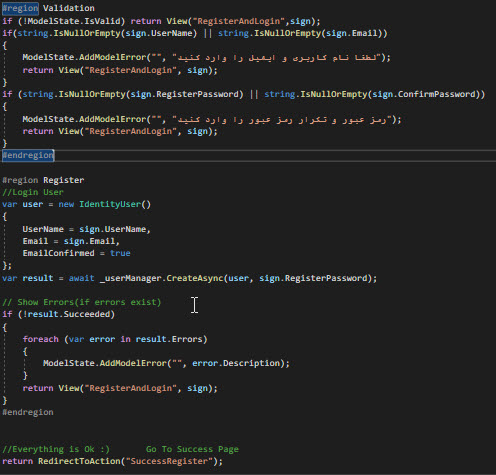 #region Validation
if (!ModelState.IsValid) return View("RegisterAndLogin",sign);
if(string.IsNullOrEmpty(sign.UserName) || string.IsNullOrEmpty(sign.Email))
{
ModelState.AddModelError("", "لطفا نام کاربری و ایمیل را وارد کنید");
return View("RegisterAndLogin", sign);
}
if (string.IsNullOrEmpty(sign.RegisterPassword) || string.IsNullOrEmpty(sign.ConfirmPassword))
{
ModelState.AddModelError("", "رمز عبور و تکرار رمز عبور را وارد کنید");
return View("RegisterAndLogin", sign);
}
#endregion
#region Register
//Login User
var user = new IdentityUser()
{
UserName = sign.UserName,
Email = sign.Email,
EmailConfirmed = true
};
var result = await _userManager.CreateAsync(user, sign.RegisterPassword);
// Show Errors(if errors exist)
if (!result.Succeeded)
{
foreach (var error in result.Errors)
{
ModelState.AddModelError("", error.Description);
}
return View("RegisterAndLogin", sign);
}
#endregion
//Everything is Ok :) Go To Success Page
return RedirectToAction("SuccessRegister");